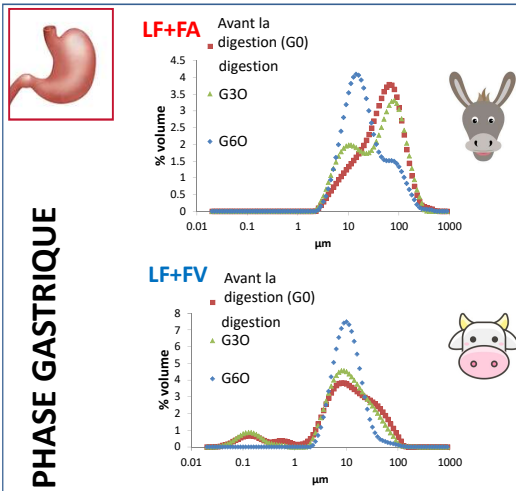 LF+FA
Avant la
digestion (G0)
digestion
G3O
G6O
4.5
4
3.5
3
2.5
2
1.5
1
0.5
0
% volume
0.01 0.1 1 10 100 1000
µm
LF+FV
Avant la
digestion (G0)
digestion
G3O
G6O
8
7
6
5
4
3
2
1
0
% volume
0.01 0.1 1 10 100 1000
µm
PHASE GASTRIQUE